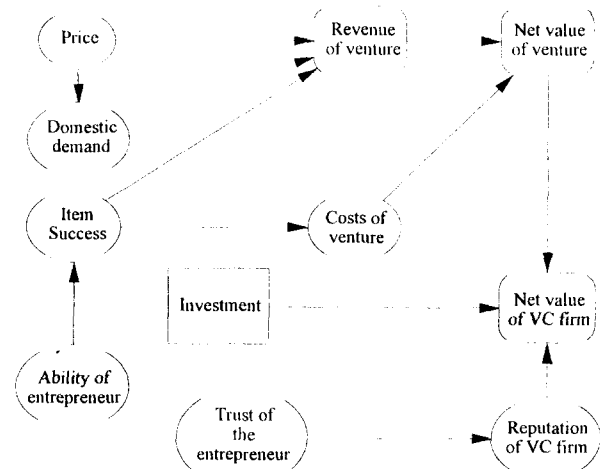 Price
Revenue
of venture
Net value
of venture
Domestic
demand
Item
Success
Costs of
venture
Investment
Net value
of VC firm
Ability of
entrepreneur
Trust of
the
entrepreneur
Reputation
of VC firm